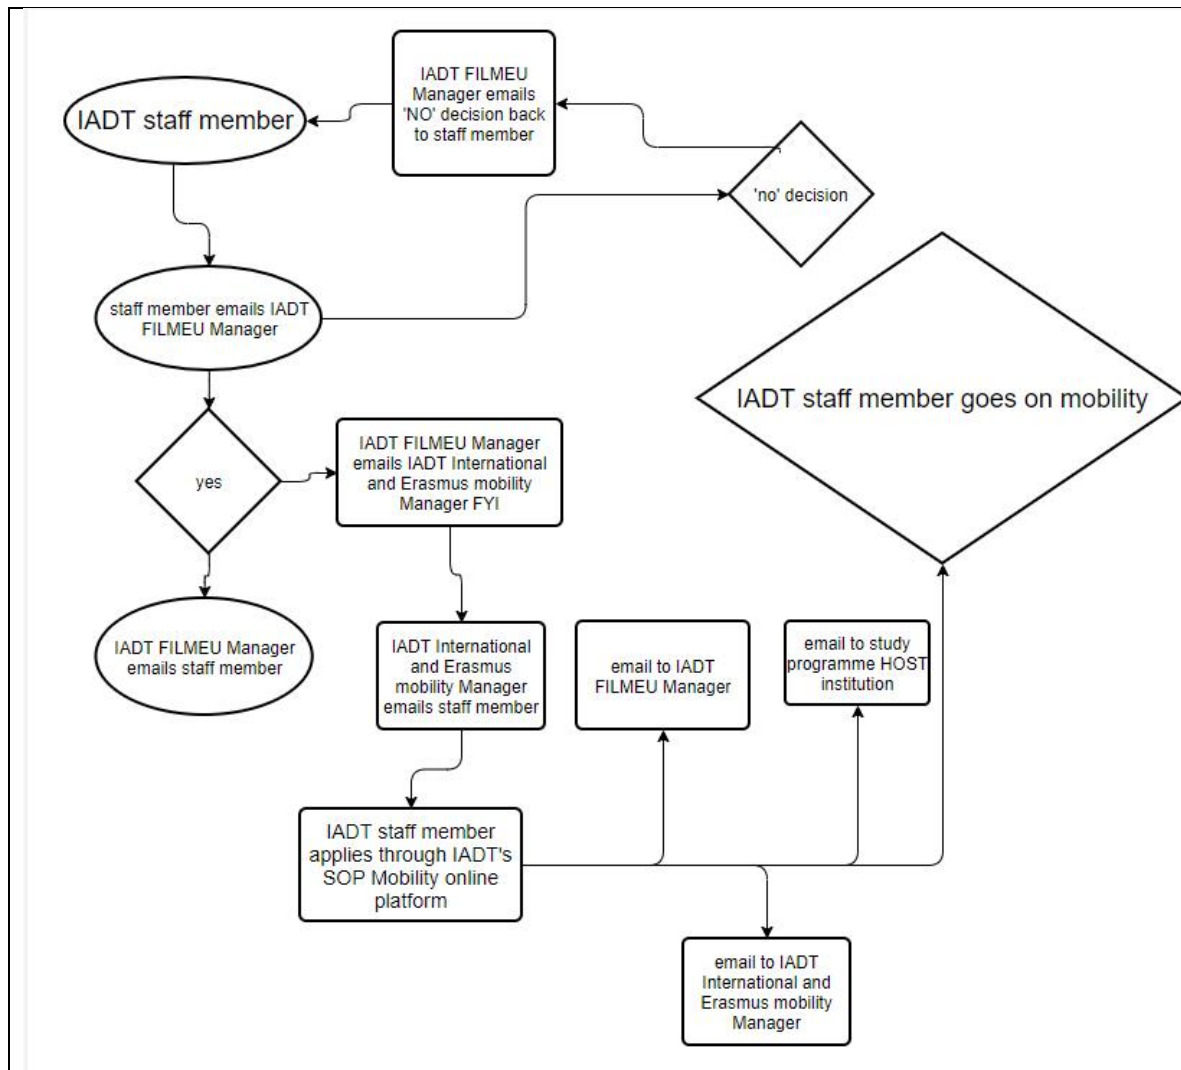 IADT FILMEU
Manager emails
'NO' decision back
to staff member
IADT staff member
'no' decision
staff member emails IADT
FILMEU Manager
IADT staff member goes on mobility
IADT FILMEU Manager
emails IADT International
and Erasmus mobility
Manager FYI
yes
IADT FILMEU Manager
emails staff member
IADT International
and Erasmus
mobility Manager
emails staff member
email to IADT
FILMEU Manager
email to study
programme HOST
institution
IADT staff member
applies through IADT's
SOP Mobility online
platform
email to IADT
International and
Erasmus mobility
Manager